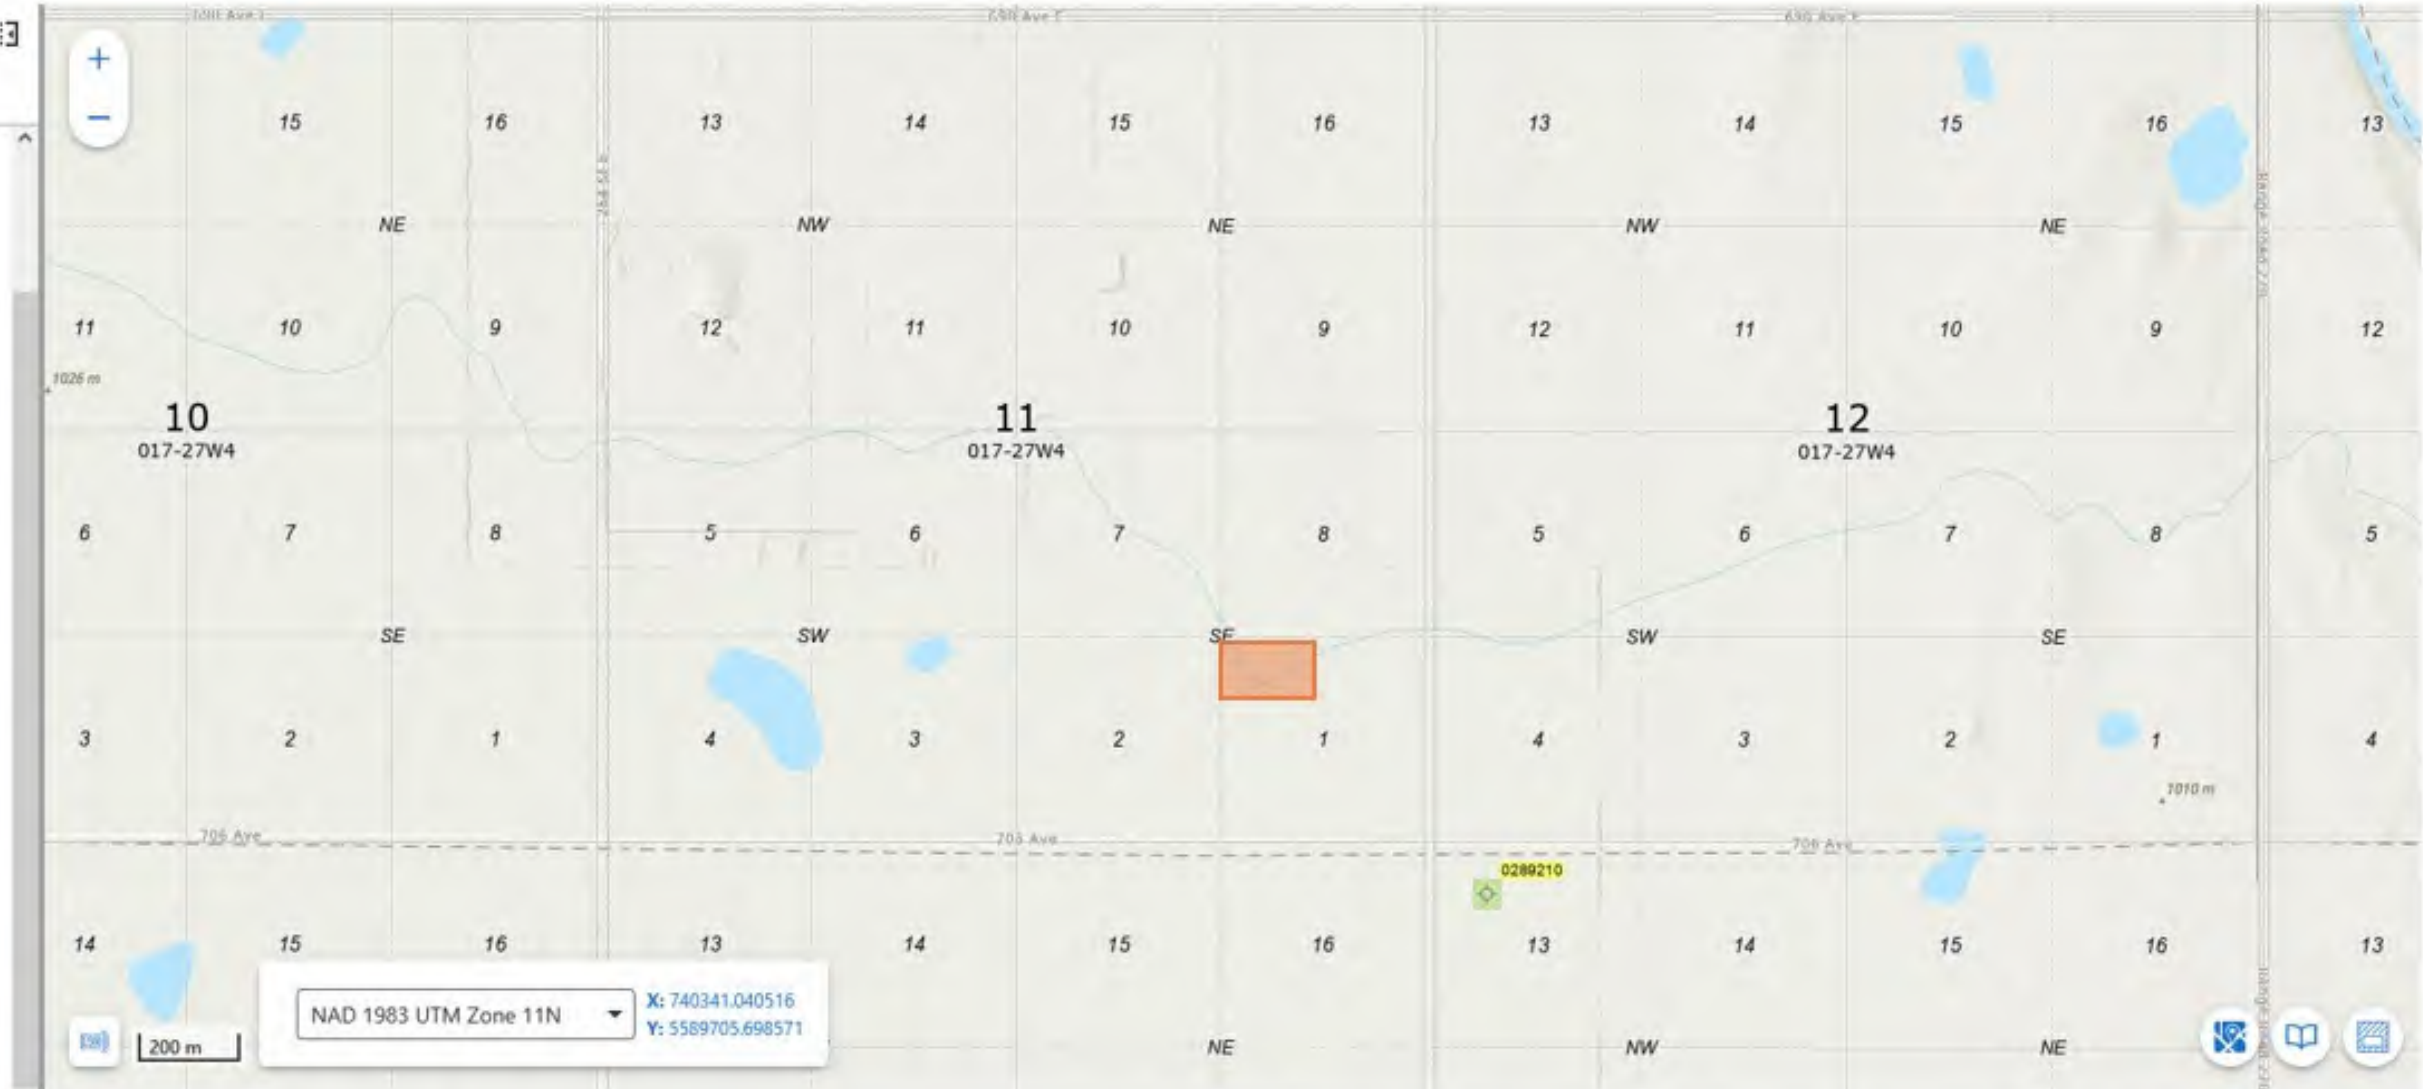 690 Ave E
+
−
15 16 13 14 15 16 13 14 15 16 13
264 St E
NE NW NE NW NE
11 10 9 12 11 10 9 12 11 10 9 12
1026 m
10 11 12
017-27W4 017-27W4 017-27W4
6 7 8 5 6 7 8 5 6 7 8 5
SE SW SE SW SE
3 2 1 4 3 2 1 4 3 2 1 4
1010 m
706 Ave 706 Ave 706 Ave
0289210
14 15 16 13 14 15 16 13 14 15 16 13
NAD 1983 UTM Zone 11N
X: 740341.040516
Y: 5589705.698571
200 m
NE NW NE